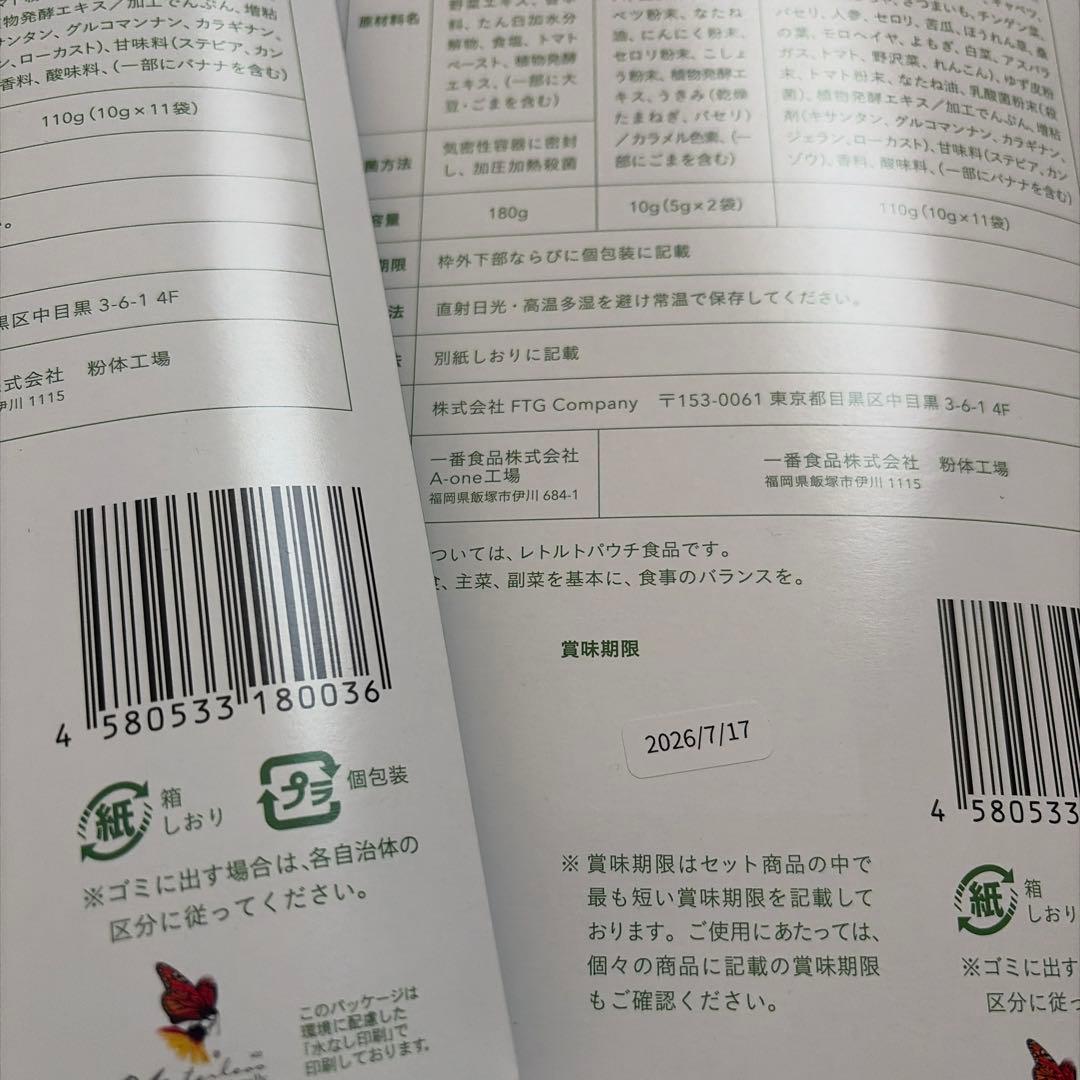 物発酵エキス／加工でんぷん、増粘
サンタン、グルコマンナン、カラギナン、
ン、ローカスト)、甘味料(ステビア、カン
香料、酸味料、(一部にバナナを含む)
110g(10g×11袋)
黒区中目黒 3-6-1 4F
式会社 粉体工場
伊川 1115
4 580533 180036
紙
箱
しおり
プラ
個包装
※ゴミに出す場合は、各自治体の
区分に従ってください。
このパッケージは
環境に配慮した
「水なし印刷」で
印刷しております。
原材料名
野菜エキス、香辛
料、たん白加水分
解物、食塩、トマト
ペースト、植物発酵
エキス、(一部に大
豆・ごまを含む)
ベツ粉末、なたね
油、にんにく粉末、
セロリ粉末、こしょ
う粉末、植物発酵エ
キス、うきみ(乾燥
たまねぎ、パセリ)
／カラメル色素、(一
部にごまを含む)
さつまいも、チンゲン菜、
パセリ、人参、セロリ、苦瓜、ほうれん草、桑
の葉、モロヘイヤ、よもぎ、白菜、アスパラ
ガス、トマト、野沢菜、れんこん)、ゆず皮粉
末、トマト粉末、なたね油、乳酸菌粉末(殺
菌)、植物発酵エキス／加工でんぷん、増粘
剤(キサンタン、グルコマンナン、カラギナン、
ジェラン、ローカスト)、甘味料(ステビア、カン
ゾウ)、香料、酸味料、(一部にバナナを含む)
菌方法
気密性容器に密封
し、加圧加熱殺菌
容量
180g
10g(5g×2袋)
110g(10g×11袋)
期限
枠外下部ならびに個包装に記載
法
直射日光・高温多湿を避け常温で保存してください。
法
別紙しおりに記載
株式会社 FTG Company 〒153-0061 東京都目黒区中目黒 3-6-1 4F
一番食品株式会社
A-one工場
福岡県飯塚市伊川 684-1
一番食品株式会社 粉体工場
福岡県飯塚市伊川 1115
ついては、レトルトパウチ食品です。
食、主菜、副菜を基本に、食事のバランスを。
賞味期限
2026/7/17
※ 賞味期限はセット商品の中で
最も短い賞味期限を記載して
おります。ご使用にあたっては、
個々の商品に記載の賞味期限
もご確認ください。
4 580533
紙
箱
しおり
※ゴミに出す
区分に従っ